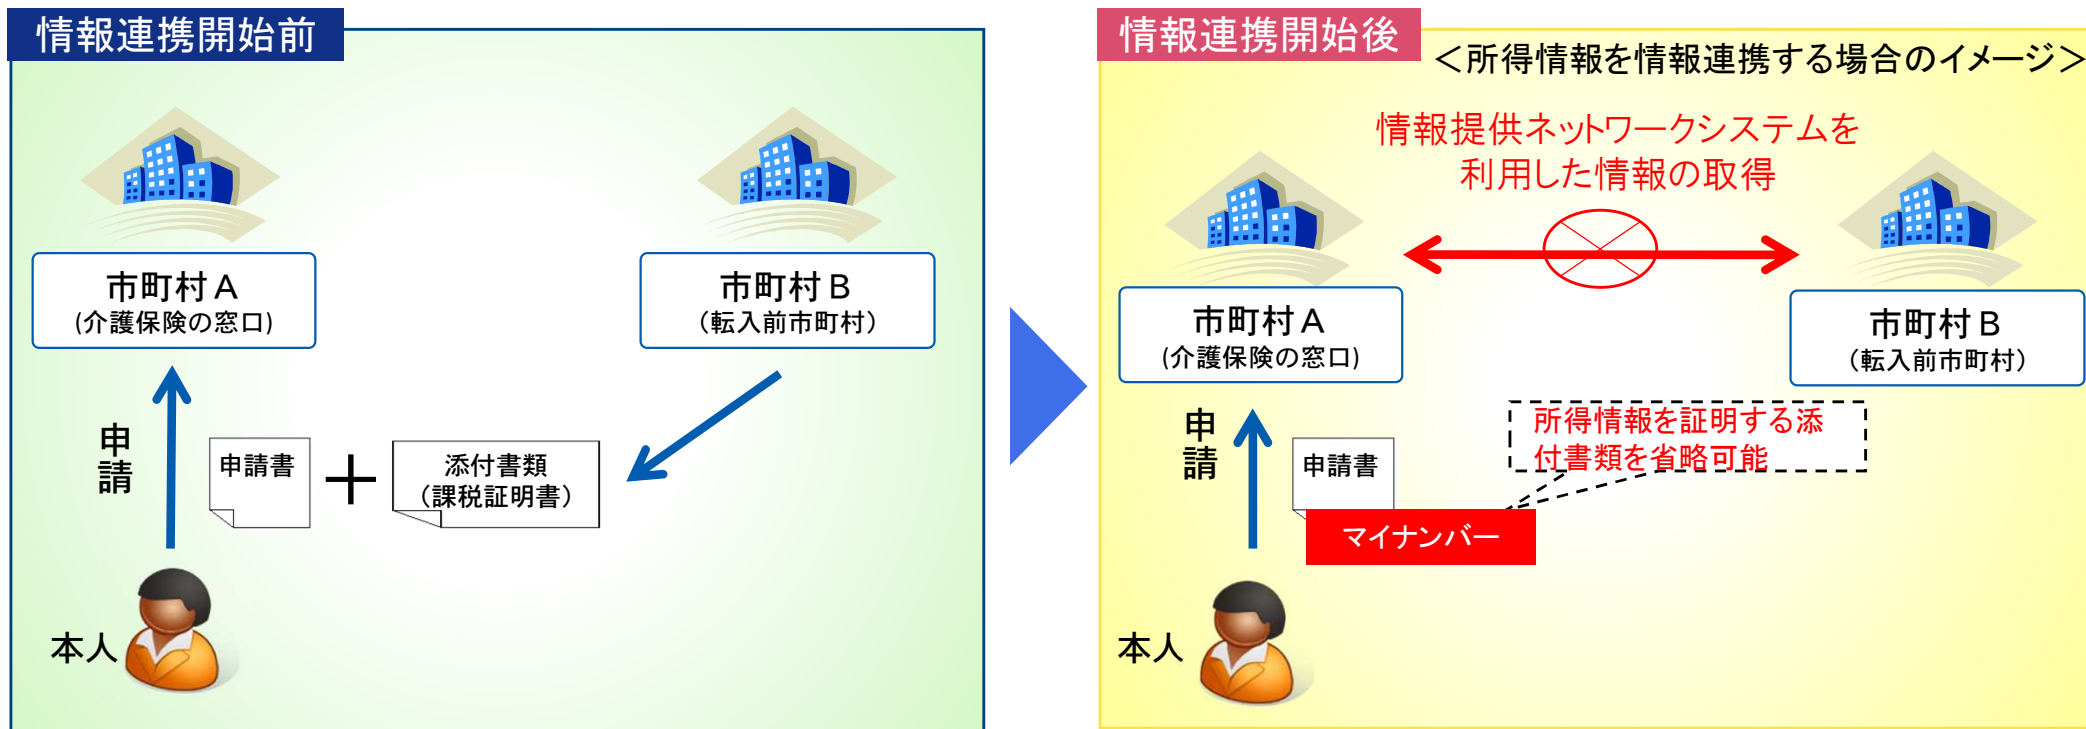 情報連携開始前
市町村A
(介護保険の窓口)
市町村B
（転入前市町村）
申請
申請書
＋
添付書類
（課税証明書）
本人
情報連携開始後
＜所得情報を情報連携する場合のイメージ＞
情報提供ネットワークシステムを
利用した情報の取得
市町村A
(介護保険の窓口)
市町村B
（転入前市町村）
申請
申請書
所得情報を証明する添
付書類を省略可能
マイナンバー
本人